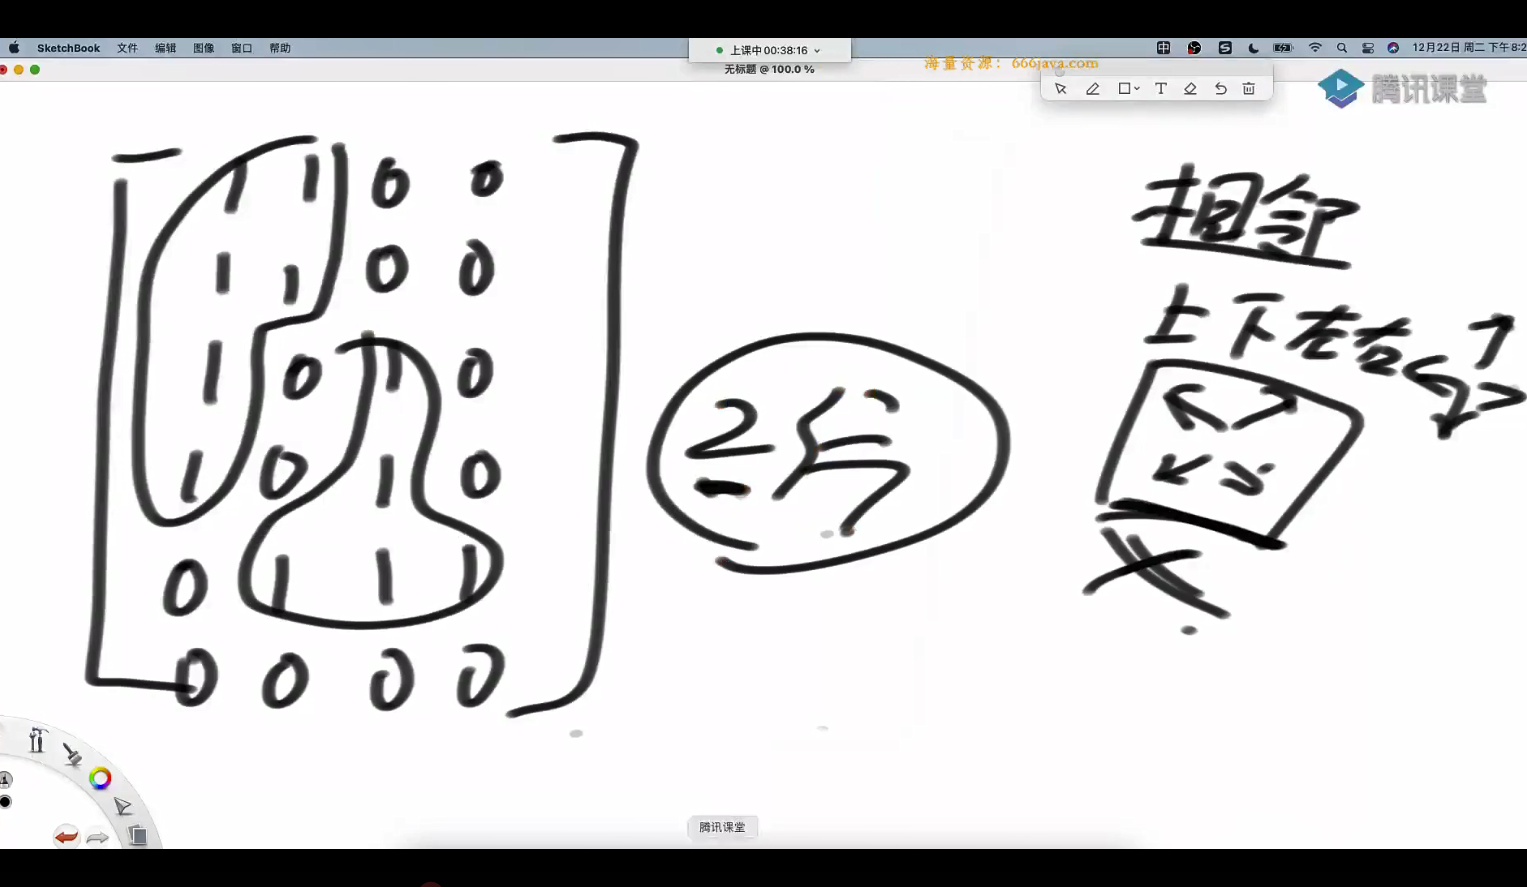 SketchBook 文件 编辑 图像 窗口 帮助
上课中 00:38:16
中
S
12月22日 周二 下午8:2
无标题 @ 100.0 %
海量资源：666java.com
T
腾讯课堂
1 1 0 0
1 1 0 0
1 0 1 0
1 0 1 0
0 1 1 1
0 0 0 0
相邻
上下左右
腾讯课堂